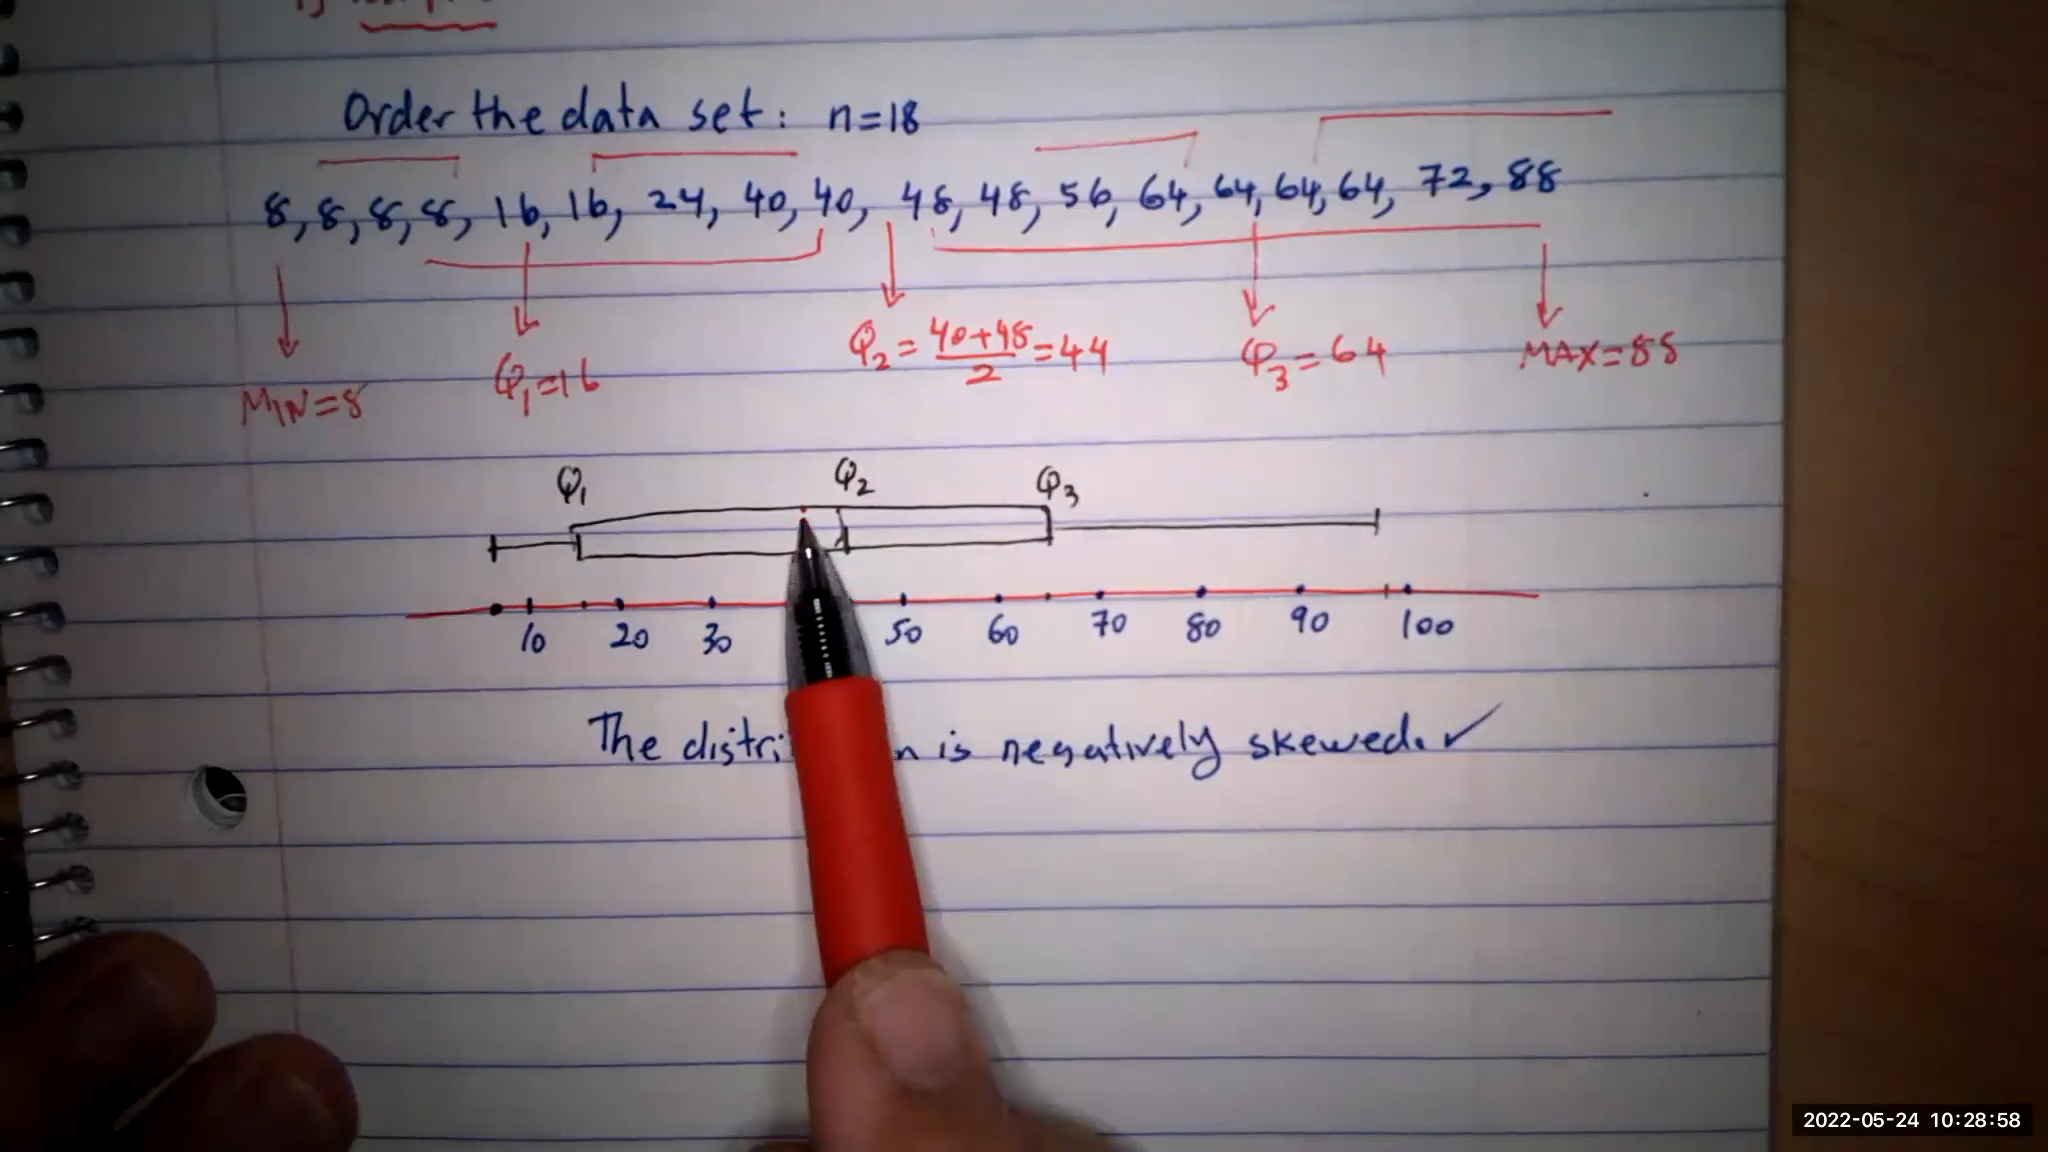 Order the data set: n=18
8, 8, 8, 8, 16, 16, 24, 40, 40, 48, 48, 56, 64, 64, 64, 64, 72, 88
MIN=8 Q1=16 Q2=40+48/2=44 Q3=64 MAX=88
Q1 Q2 Q3
10 20 30 50 60 70 80 90 100
The distri n is negatively skewed. ✓
2022-05-24 10:28:58